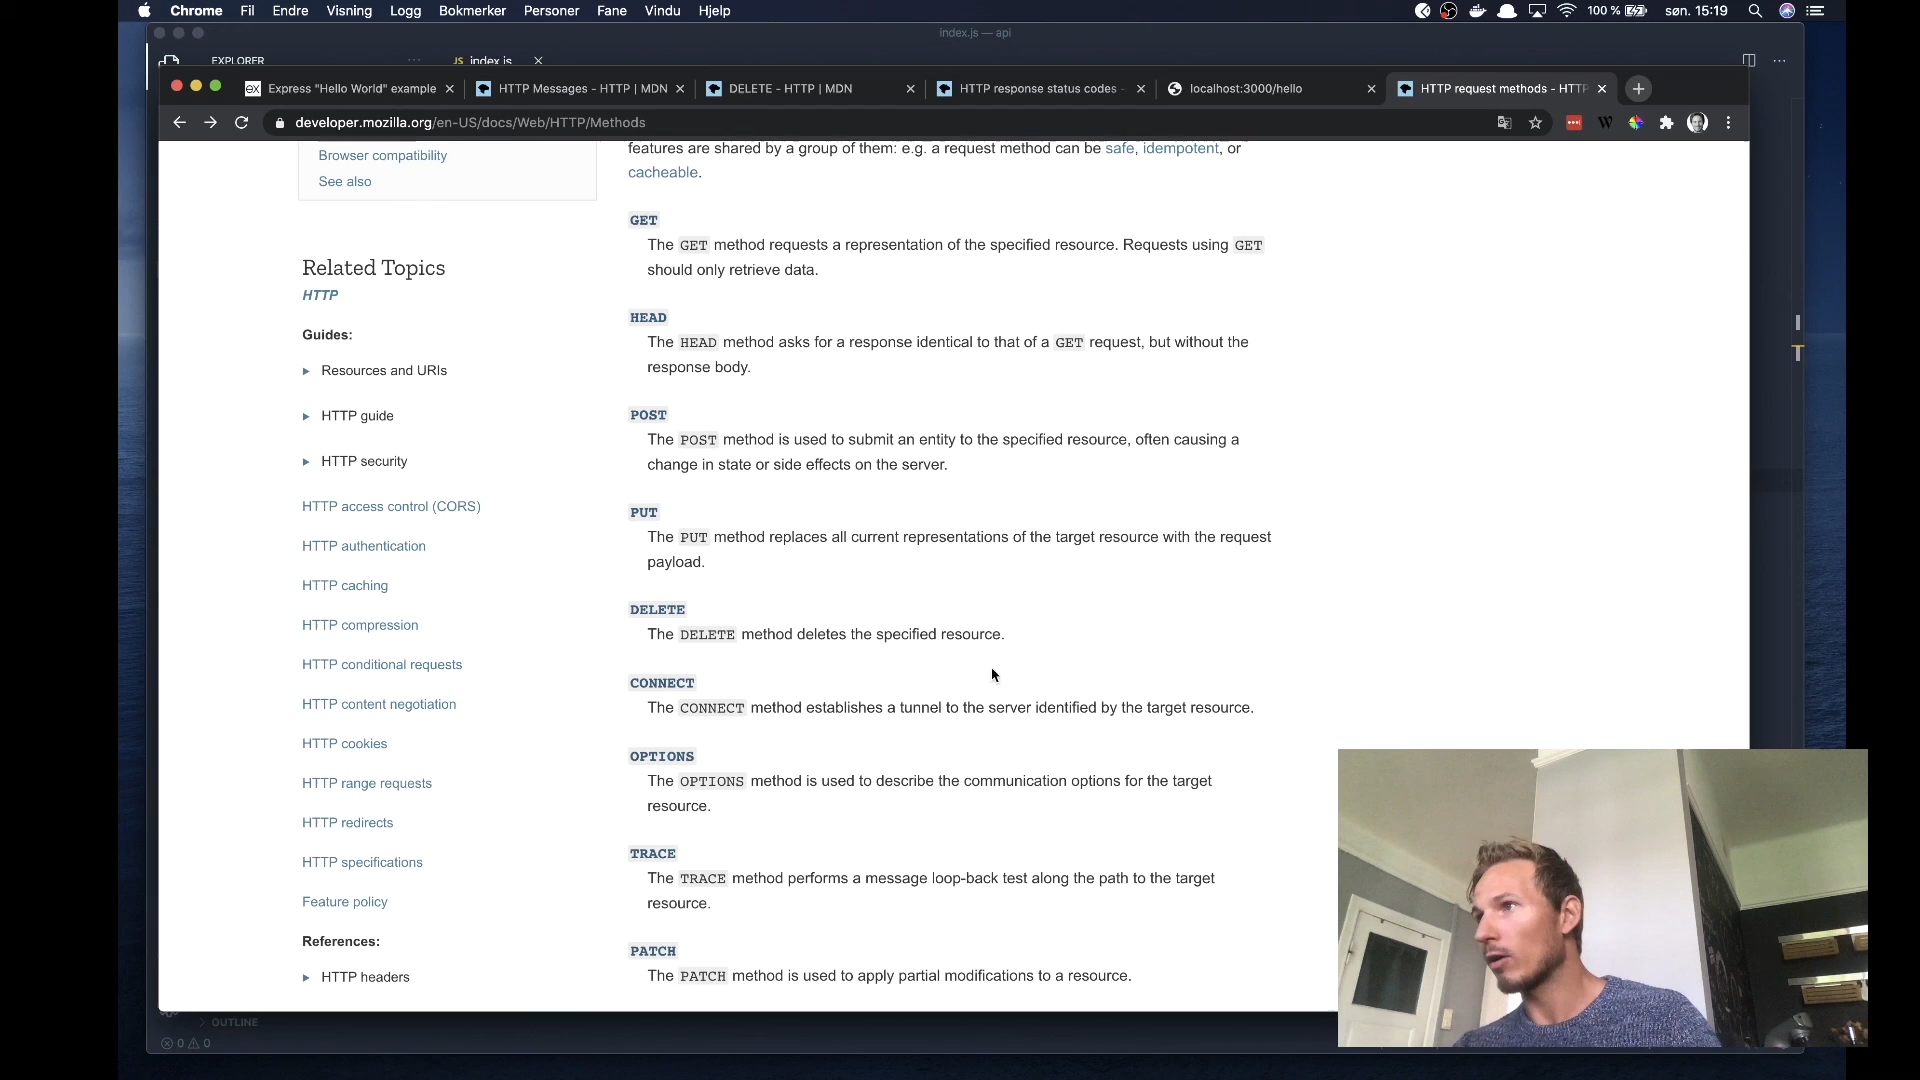 Chrome Fil Endre Visning Logg Bokmerker Personer Fane Vindu Hjelp 100 % søn. 15:19
index.js — api
EXPLORER ... JS index.js ...
Express "Hello World" example
HTTP Messages - HTTP | MDN
DELETE - HTTP | MDN
HTTP response status codes -
localhost:3000/hello
HTTP request methods - HTTP
developer.mozilla.org/en-US/docs/Web/HTTP/Methods
Browser compatibility
See also
Related Topics
HTTP
Guides:
Resources and URIs
HTTP guide
HTTP security
HTTP access control (CORS)
HTTP authentication
HTTP caching
HTTP compression
HTTP conditional requests
HTTP content negotiation
HTTP cookies
HTTP range requests
HTTP redirects
HTTP specifications
Feature policy
References:
HTTP headers
features are shared by a group of them: e.g. a request method can be safe, idempotent, or
cacheable.
GET
The GET method requests a representation of the specified resource. Requests using GET
should only retrieve data.
HEAD
The HEAD method asks for a response identical to that of a GET request, but without the
response body.
POST
The POST method is used to submit an entity to the specified resource, often causing a
change in state or side effects on the server.
PUT
The PUT method replaces all current representations of the target resource with the request
payload.
DELETE
The DELETE method deletes the specified resource.
CONNECT
The CONNECT method establishes a tunnel to the server identified by the target resource.
OPTIONS
The OPTIONS method is used to describe the communication options for the target
resource.
TRACE
The TRACE method performs a message loop-back test along the path to the target
resource.
PATCH
The PATCH method is used to apply partial modifications to a resource.
OUTLINE
0 0